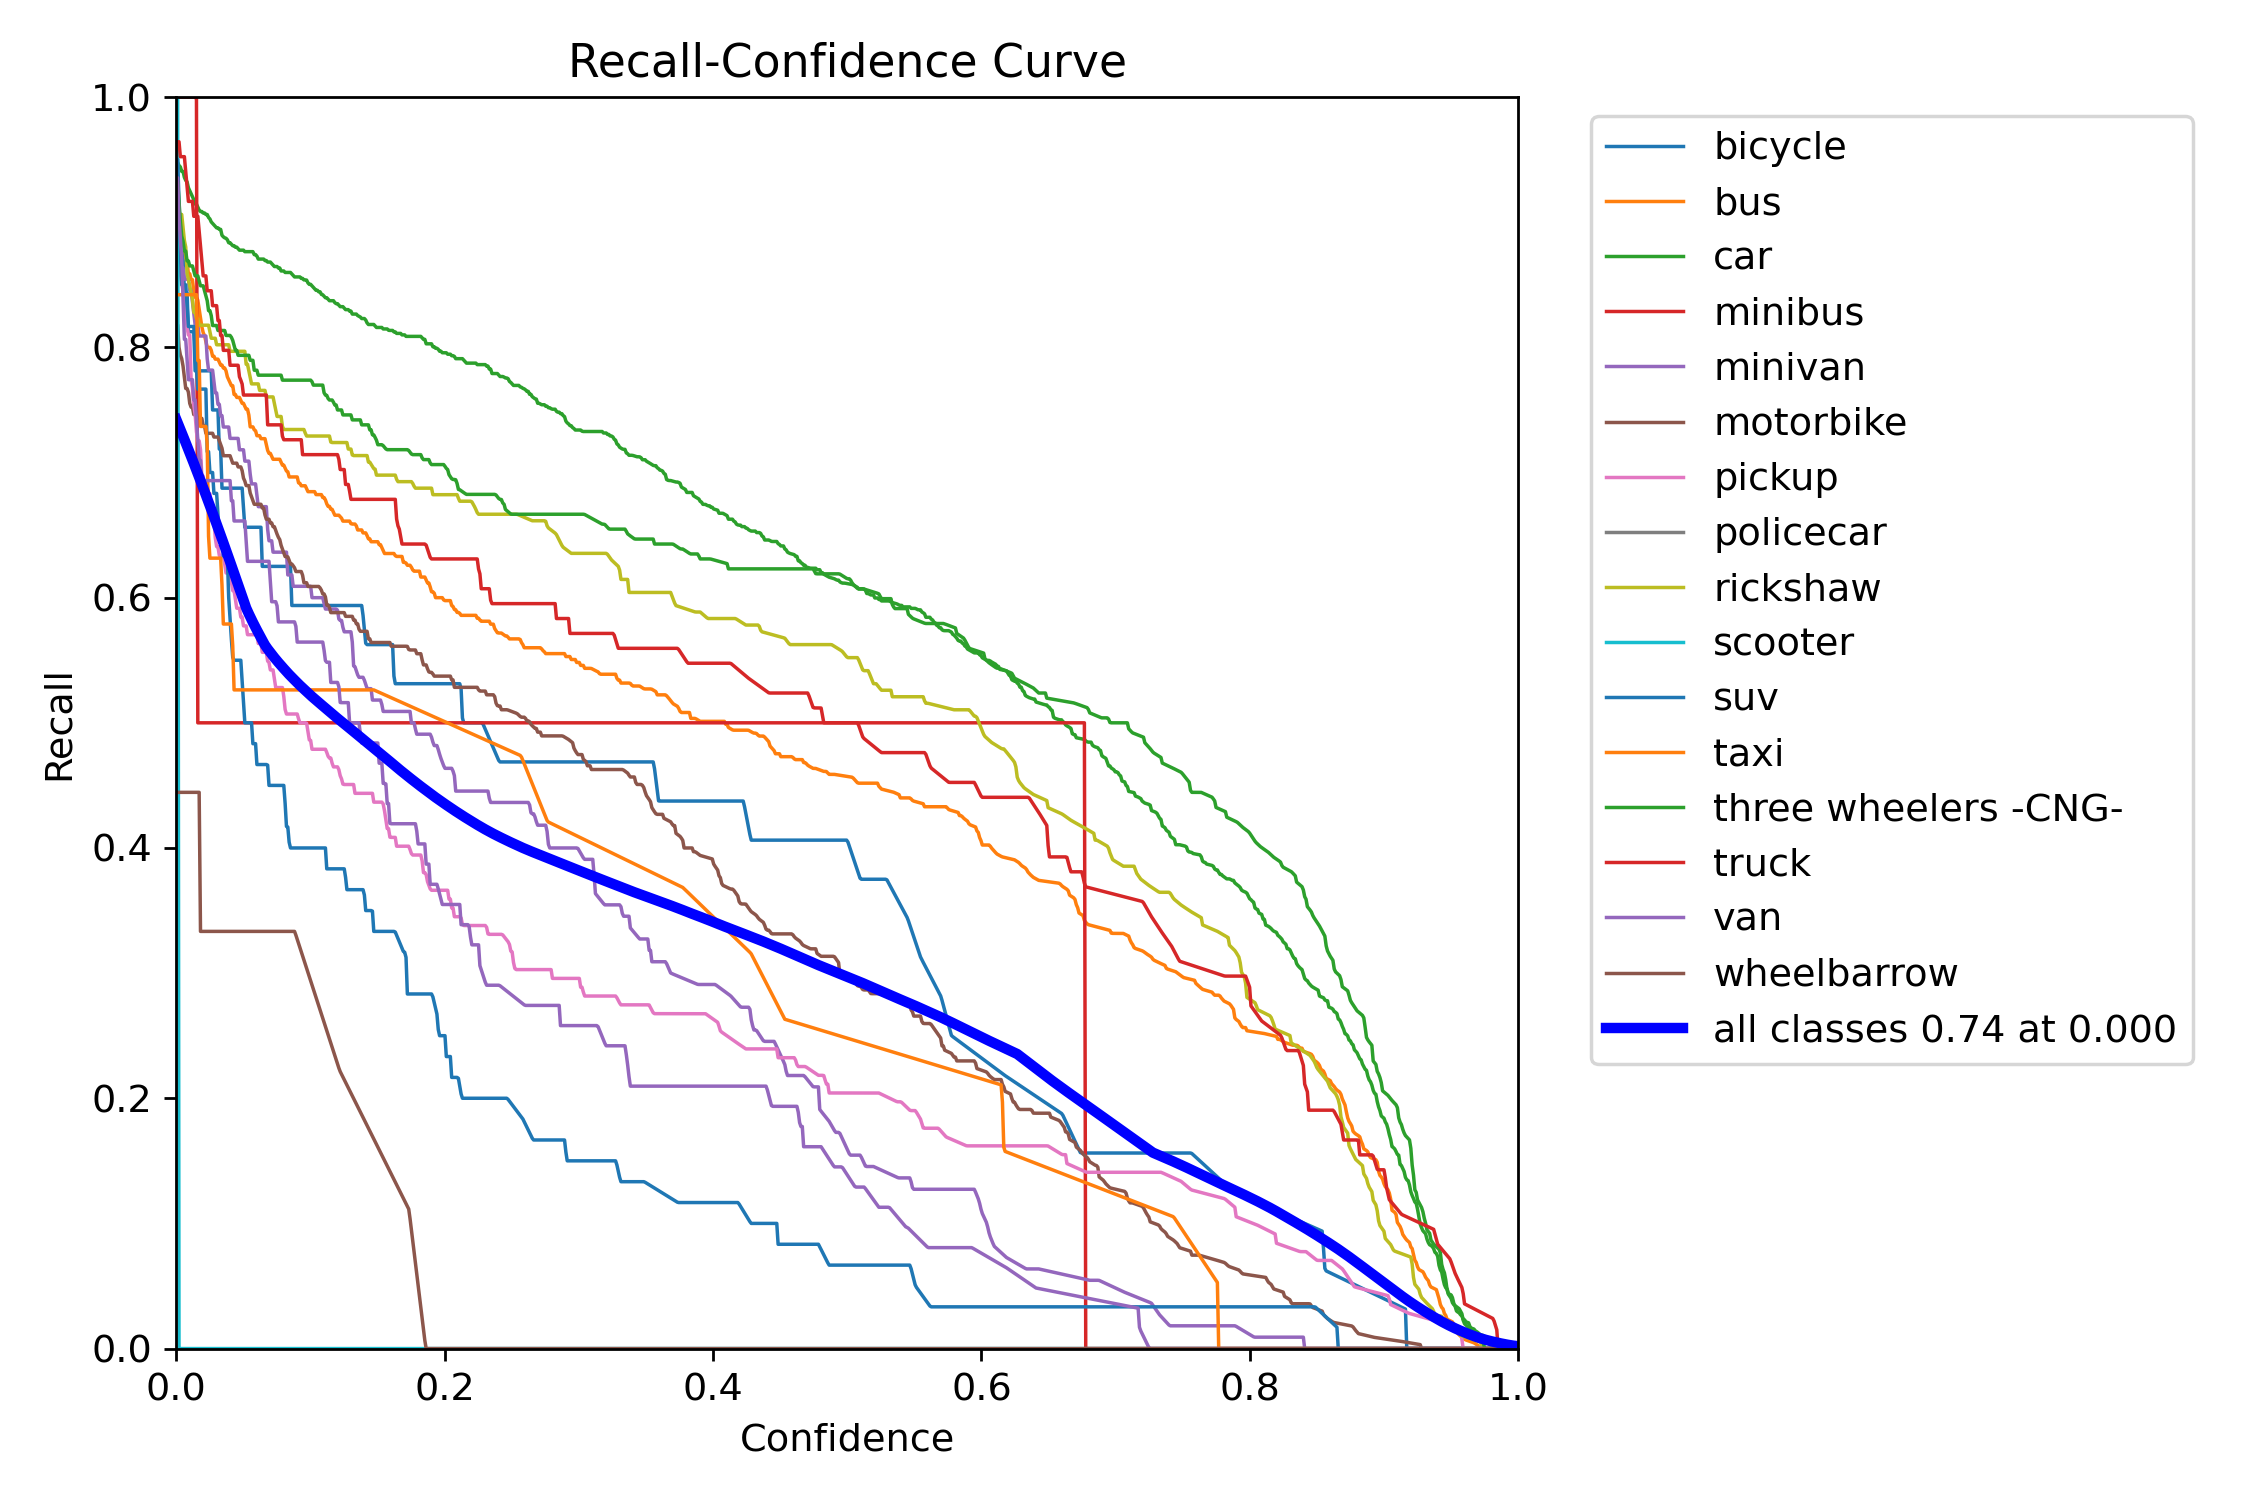 Recall-Confidence Curve
1.0
0.8
0.6
0.4
0.2
0.0
Recall
0.0 0.2 0.4 0.6 0.8 1.0
Confidence
bicycle
bus
car
minibus
minivan
motorbike
pickup
policecar
rickshaw
scooter
suv
taxi
three wheelers -CNG-
truck
van
wheelbarrow
all classes 0.74 at 0.000